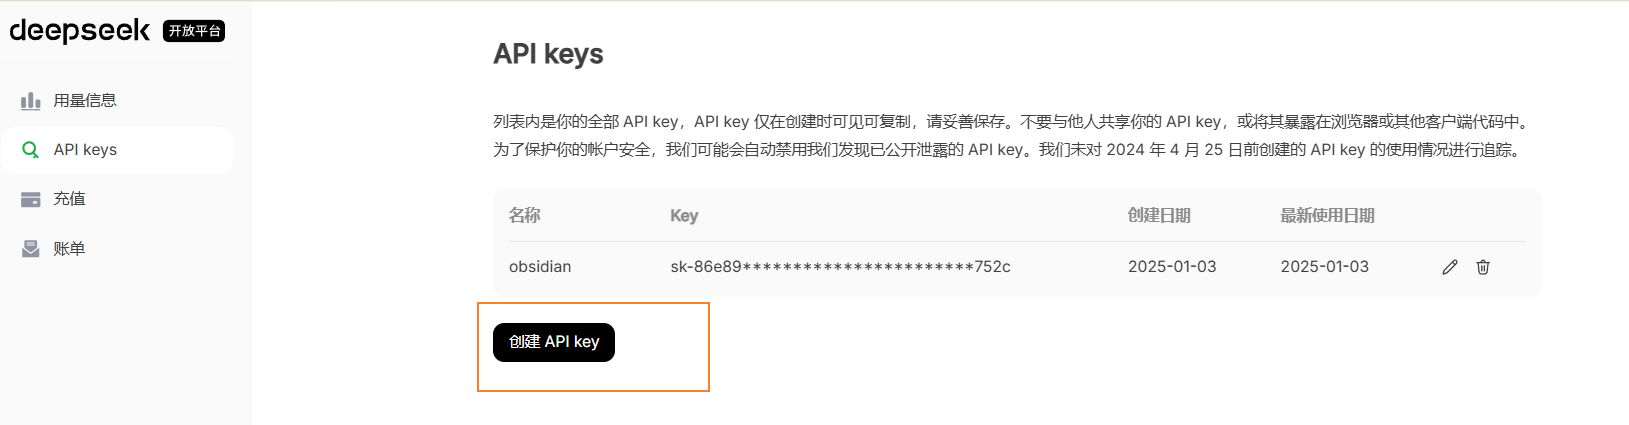 deepseek 开放平台
用量信息
API keys
充值
账单
API keys
列表内是你的全部 API key，API key 仅在创建时可见可复制，请妥善保存。不要与他人共享你的 API key，或将其暴露在浏览器或其他客户端代码中。
为了保护你的帐户安全，我们可能会自动禁用我们发现已公开泄露的 API key。我们未对 2024 年 4 月 25 日前创建的 API key 的使用情况进行追踪。
名称 Key 创建日期 最新使用日期
obsidian sk-86e89***********************752c 2025-01-03 2025-01-03
创建 API key